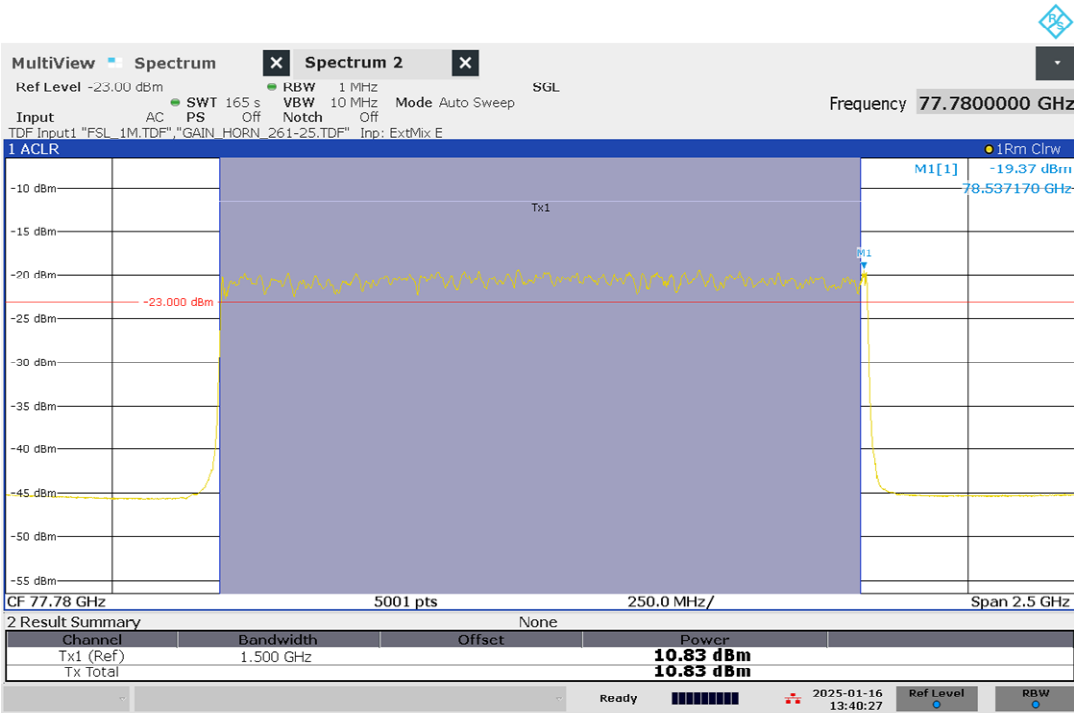 R S
MultiView Spectrum Spectrum 2
Ref Level -23.00 dBm RBW 1 MHz SGL
SWT 165 s VBW 10 MHz Mode Auto Sweep
Frequency 77.7800000 GHz
Input AC PS Off Notch Off
TDF Input1 "FSL_1M.TDF","GAIN_HORN_261-25.TDF" Inp: ExtMix E
1 ACLR 1Rm Clrw
M1[1] -19.37 dBm
78.537170 GHz
-10 dBm
Tx1
-15 dBm
M1
-20 dBm
-23.000 dBm
-25 dBm
-30 dBm
-35 dBm
-40 dBm
-45 dBm
-50 dBm
-55 dBm
CF 77.78 GHz 5001 pts 250.0 MHz/ Span 2.5 GHz
2 Result Summary None
Channel Bandwidth Offset Power
Tx1 (Ref) 1.500 GHz 10.83 dBm
Tx Total 10.83 dBm
Ready 2025-01-16 Ref Level RBW
13:40:27